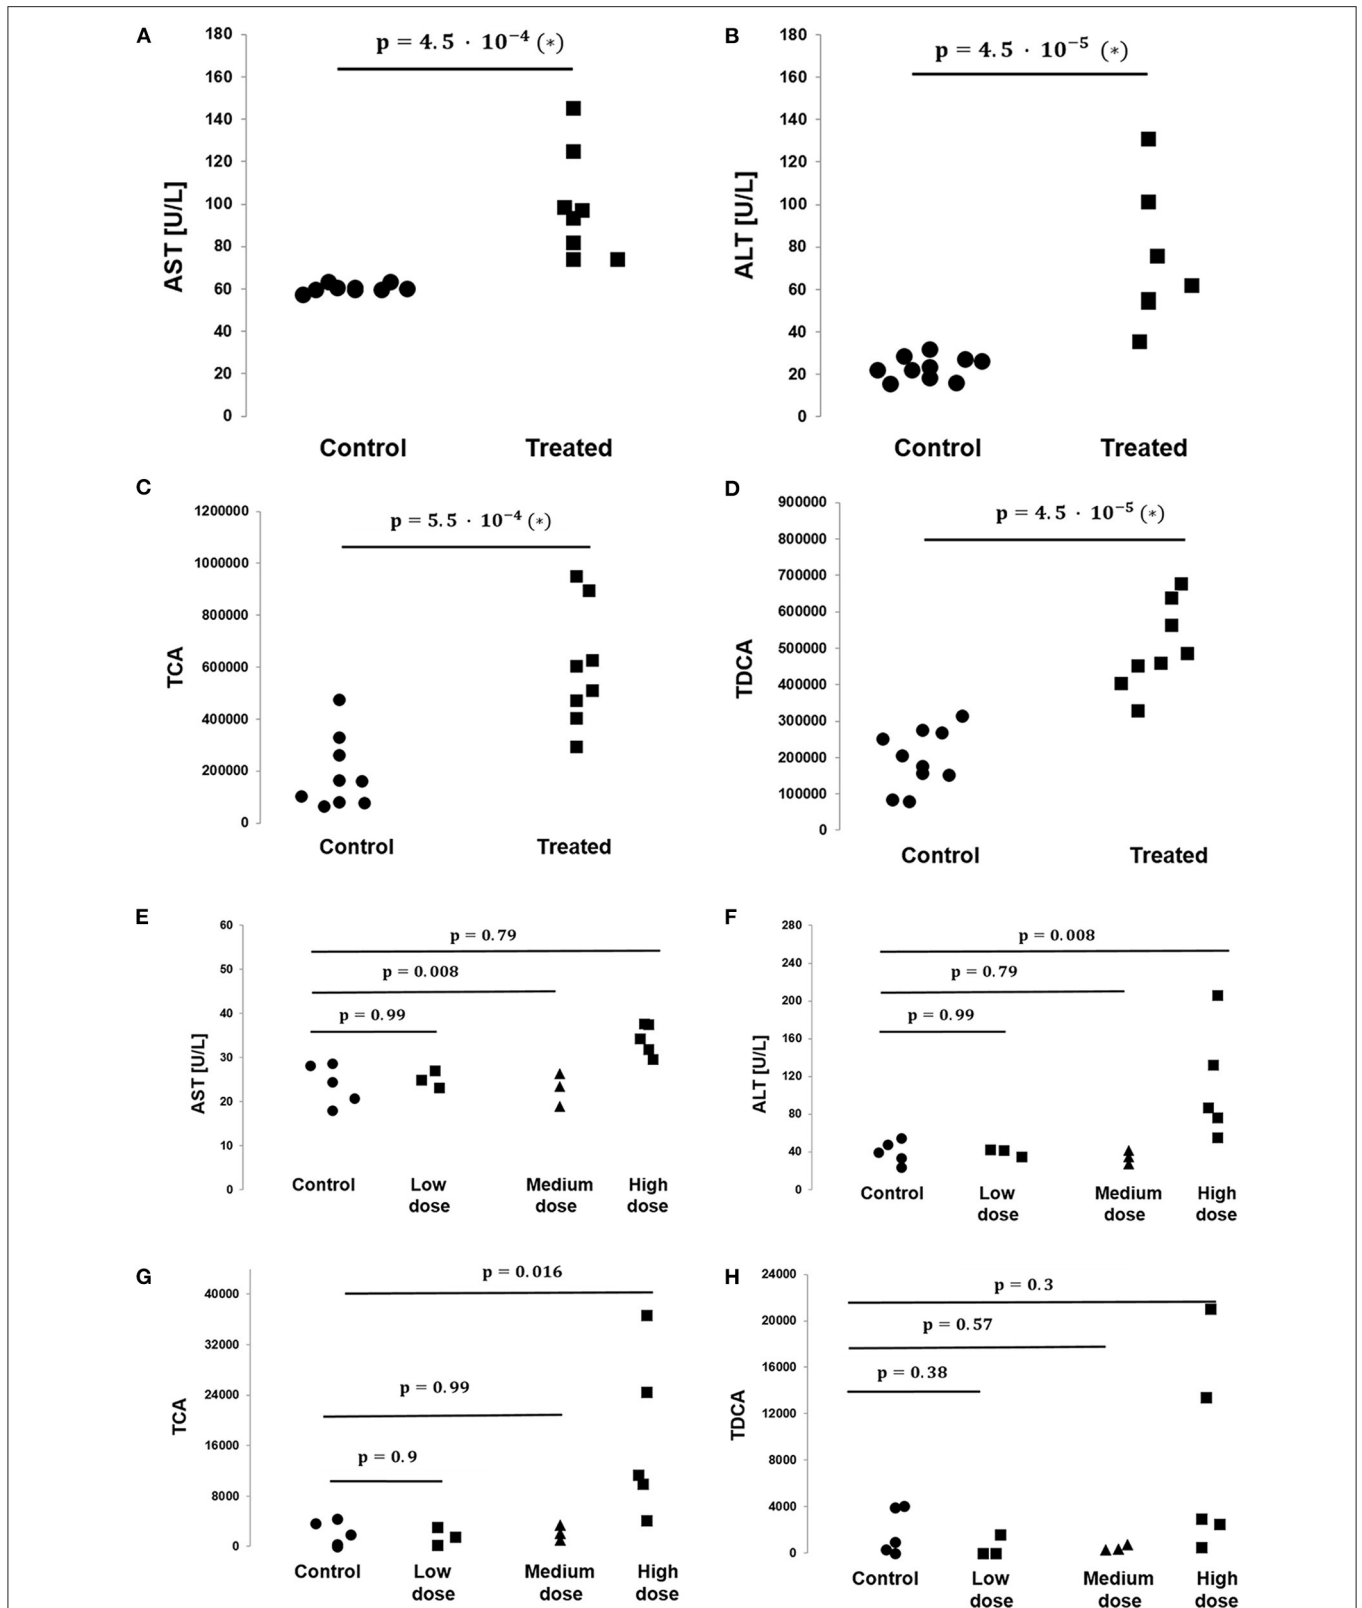 A
180
160
140
120
100
80
60
40
20
0
AST [U/L]
p = 4.5 · 10⁻⁴ (*)
Control
Treated
B
180
160
140
120
100
80
60
40
20
0
ALT [U/L]
p = 4.5 · 10⁻⁵ (*)
Control
Treated
C
1200000
1000000
800000
600000
400000
200000
0
TCA
p = 5.5 · 10⁻⁴ (*)
Control
Treated
D
900000
800000
700000
600000
500000
400000
300000
200000
100000
0
TDCA
p = 4.5 · 10⁻⁵ (*)
Control
Treated
E
60
50
40
30
20
10
0
AST [U/L]
p = 0.79
p = 0.008
p = 0.99
Control
Low
dose
Medium
dose
High
dose
F
280
240
200
160
120
80
40
0
ALT [U/L]
p = 0.008
p = 0.79
p = 0.99
Control
Low
dose
Medium
dose
High
dose
G
40000
32000
24000
16000
8000
0
TCA
p = 0.016
p = 0.99
p = 0.9
Control
Low
dose
Medium
dose
High
dose
H
24000
20000
16000
12000
8000
4000
0
TDCA
p = 0.3
p = 0.57
p = 0.38
Control
Low
dose
Medium
dose
High
dose